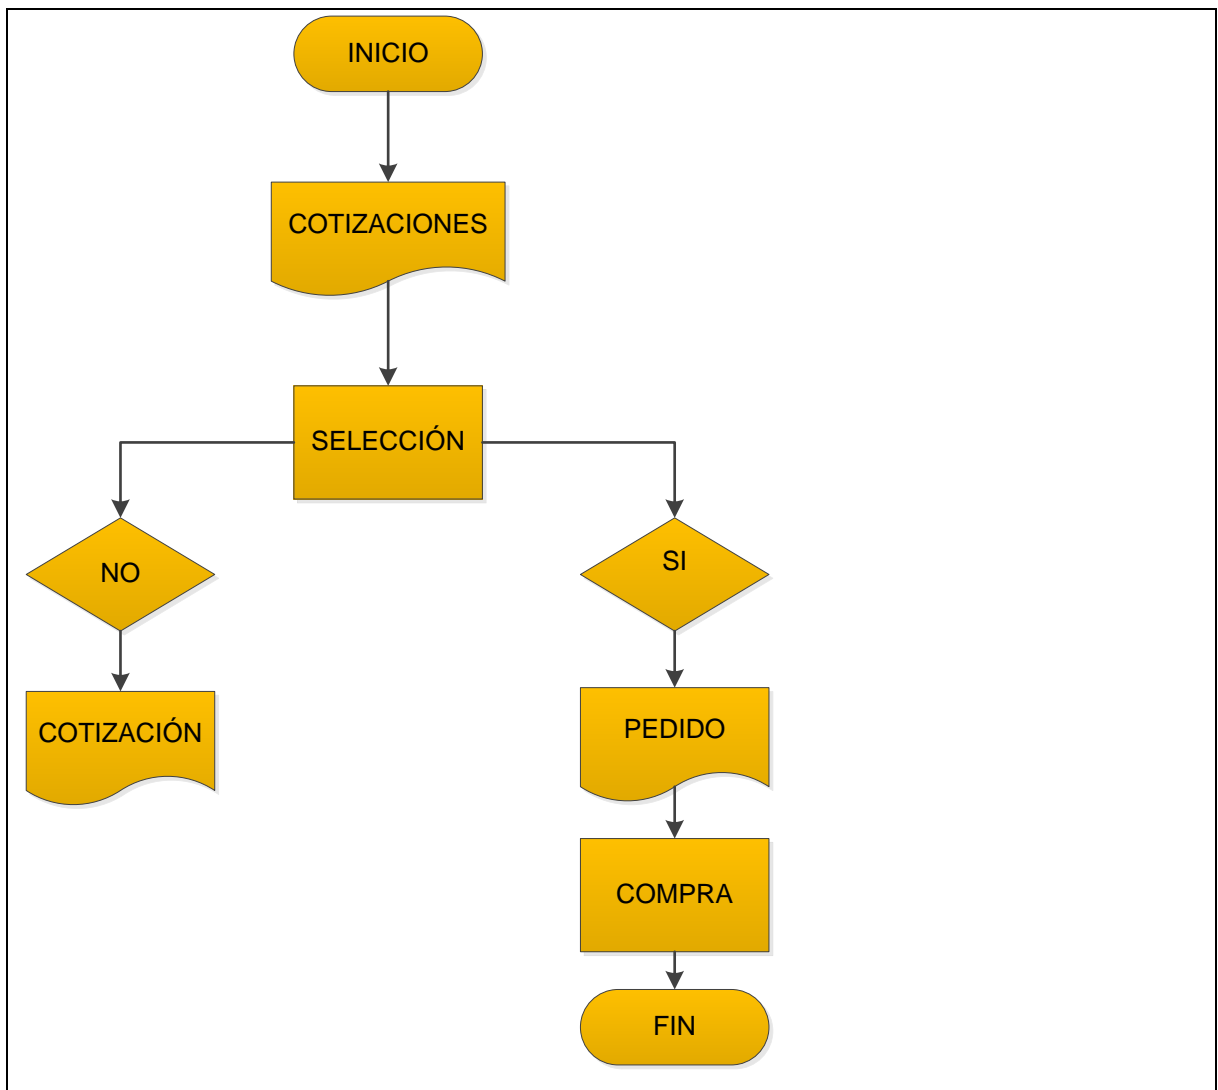 INICIO
COTIZACIONES
SELECCIÓN
NO
SI
COTIZACIÓN
PEDIDO
COMPRA
FIN